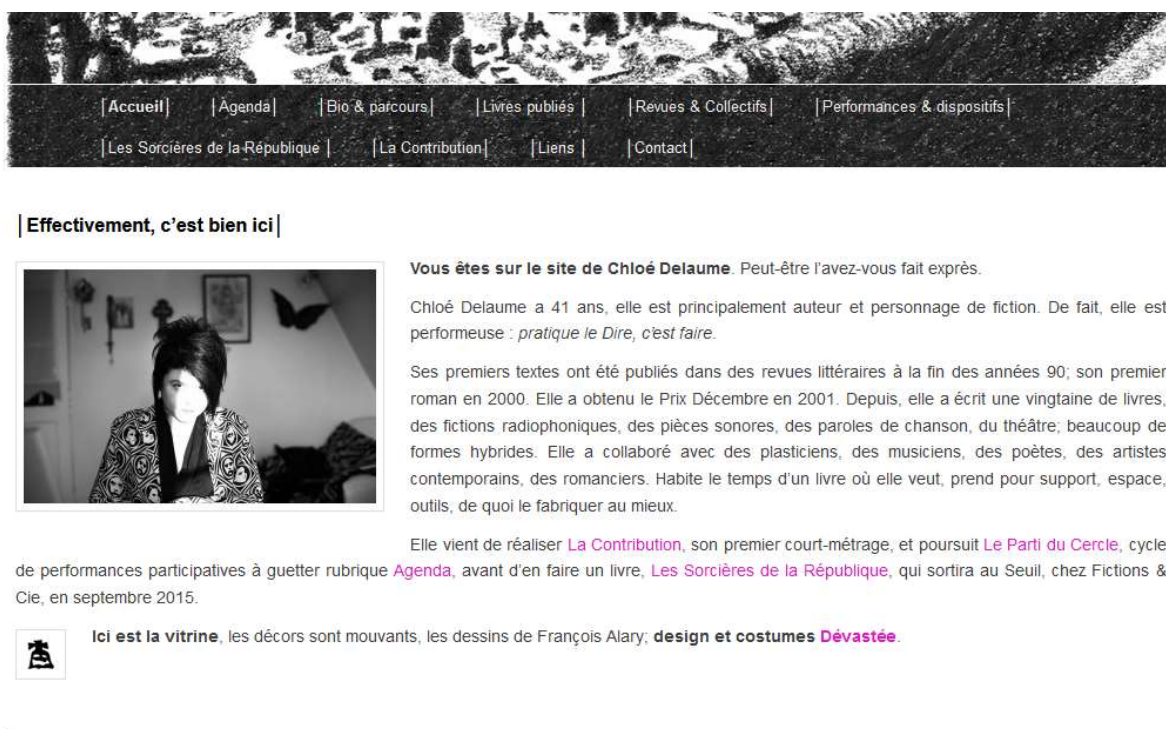 |Accueil| |Agenda| |Bio & parcours| |Livres publiés | |Revues & Collectifs| |Performances & dispositifs|
|Les Sorcières de la République | |La Contribution| |Liens | |Contact|
|Effectivement, c’est bien ici|
Vous êtes sur le site de Chloé Delaume. Peut-être l’avez-vous fait exprès.
Chloé Delaume a 41 ans, elle est principalement auteur et personnage de fiction. De fait, elle est
performeuse : pratique le Dire, c’est faire.
Ses premiers textes ont été publiés dans des revues littéraires à la fin des années 90; son premier
roman en 2000. Elle a obtenu le Prix Décembre en 2001. Depuis, elle a écrit une vingtaine de livres,
des fictions radiophoniques, des pièces sonores, des paroles de chanson, du théâtre; beaucoup de
formes hybrides. Elle a collaboré avec des plasticiens, des musiciens, des poètes, des artistes
contemporains, des romanciers. Habite le temps d’un livre où elle veut, prend pour support, espace,
outils, de quoi le fabriquer au mieux.
Elle vient de réaliser La Contribution, son premier court-métrage, et poursuit Le Parti du Cercle, cycle
de performances participatives à guetter rubrique Agenda, avant d’en faire un livre, Les Sorcières de la République, qui sortira au Seuil, chez Fictions &
Cie, en septembre 2015.
Ici est la vitrine, les décors sont mouvants, les dessins de François Alary; design et costumes Dévastée.